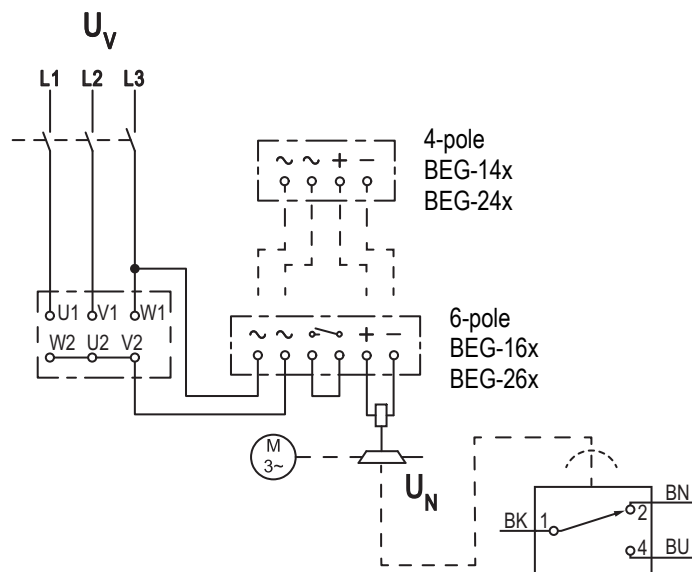 U_V
L1 L2 L3
~ ~ + −
4-pole
BEG-14x
BEG-24x
U1 V1 W1
W2 U2 V2
~ ~ + −
6-pole
BEG-16x
BEG-26x
M
3~
U_N
BK 1
2 BN
4 BU